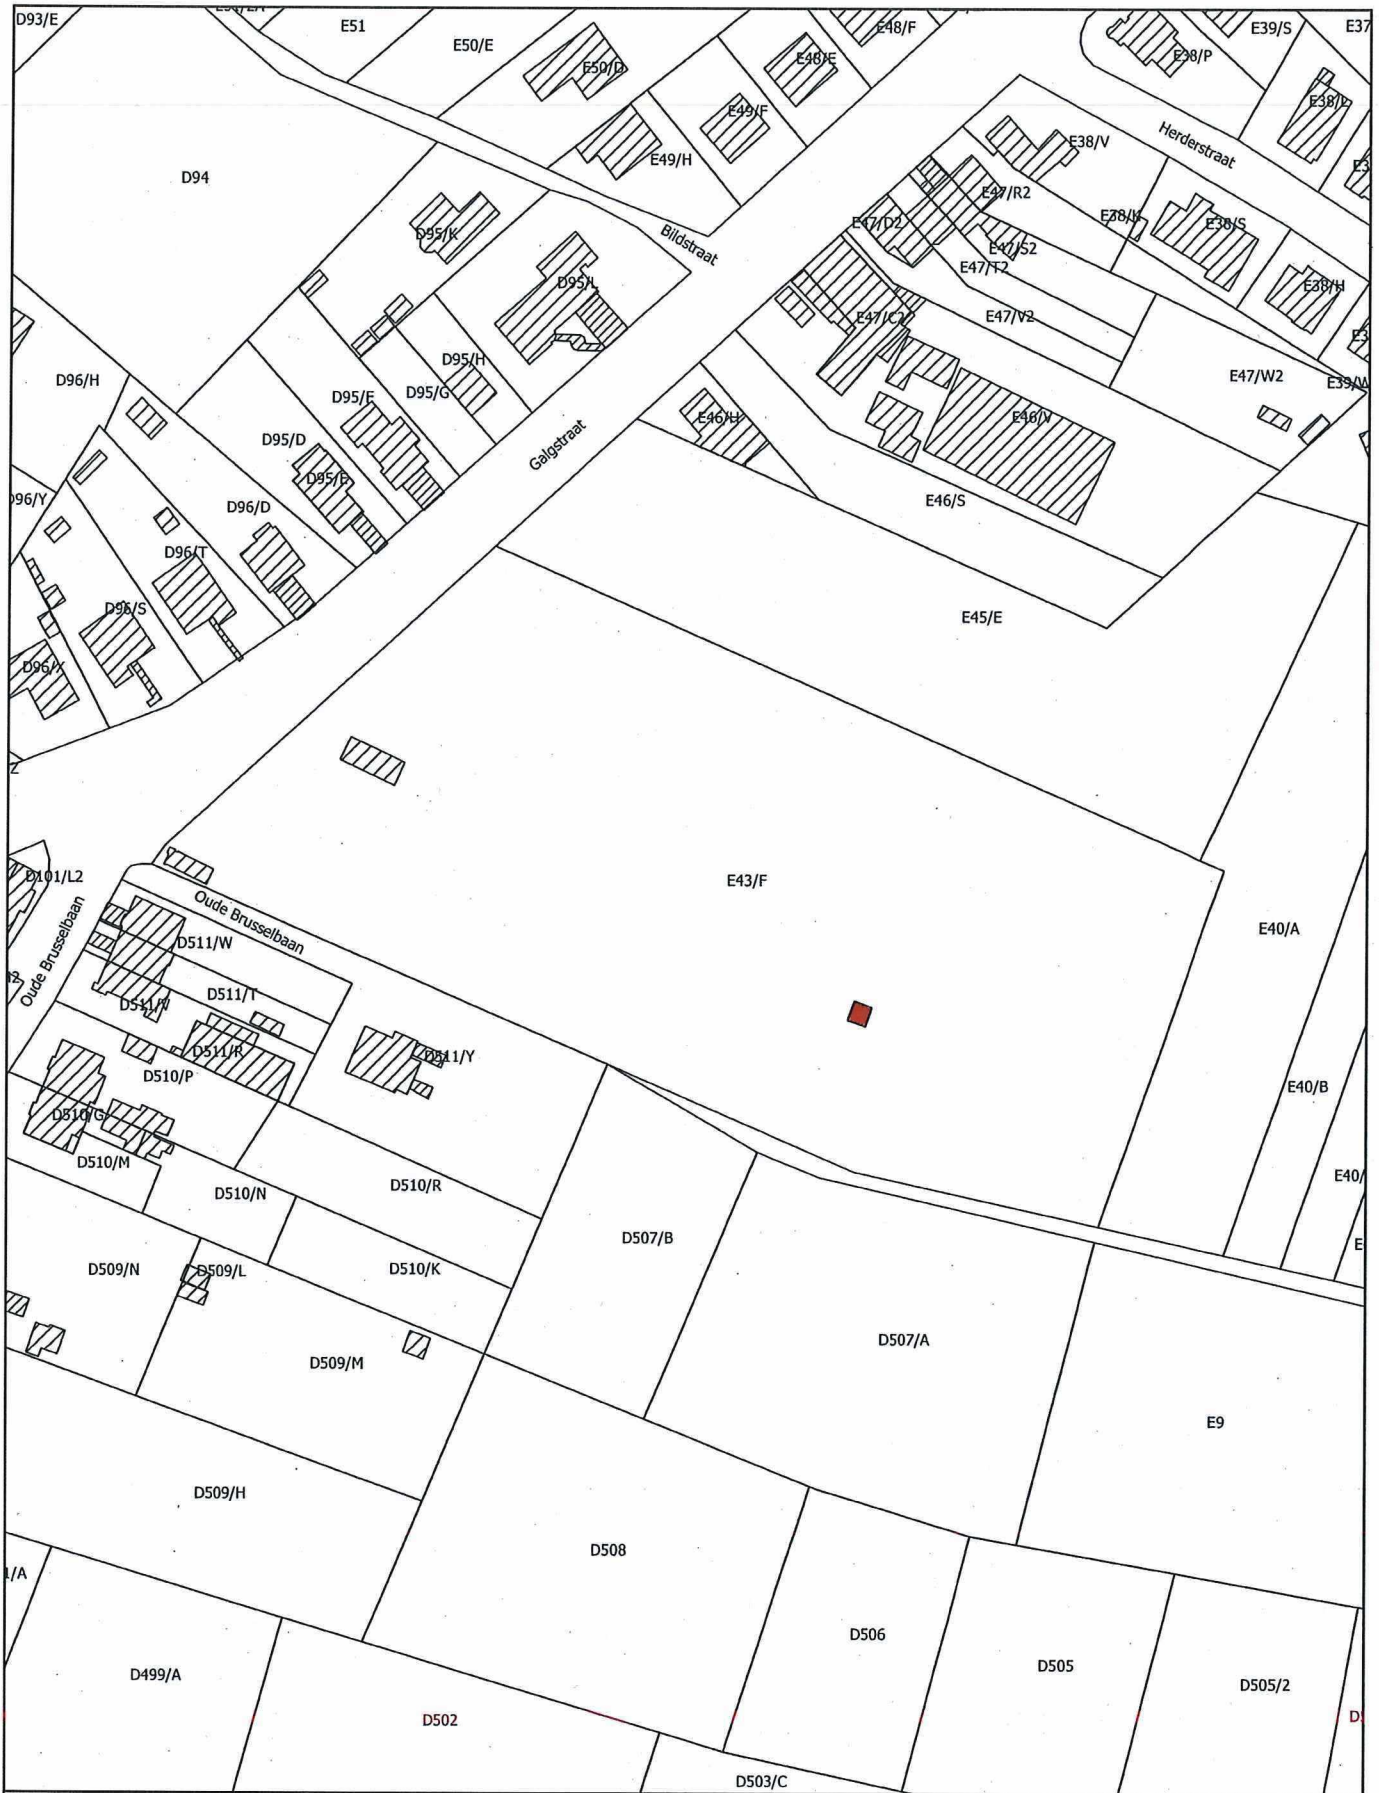 D93/E
E51
E50/E
E50/D
E48/F
E48/E
E49/F
E49/H
E39/S
E37
E38/P
E38/L
Herderstraat
E38/V
D94
E47/R2
E38/K
E38/S
D95/K
Bildstraat
E47/D2
E47/S2
E47/T2
D95/L
E38/H
E47/C2
E47/V2
D95/H
D96/H
D95/G
E47/W2
D95/F
E46/H
E46/V
Galgstraat
D95/D
D95/E
D96/Y
D96/D
E46/S
D96/T
D96/S
E45/E
D96/X
Z
D101/L2
E43/F
Oude Brusselbaan
Oude Brusselbaan
D511/W
E40/A
D511/T
D511/V
D511/R
D511/Y
D510/P
E40/B
D510/G
D510/M
D510/N
D510/R
E40/
D507/B
E
D509/N
D509/L
D510/K
D507/A
D509/M
E9
D509/H
D508
/A
D506
D499/A
D505
D505/2
D502
D503/C